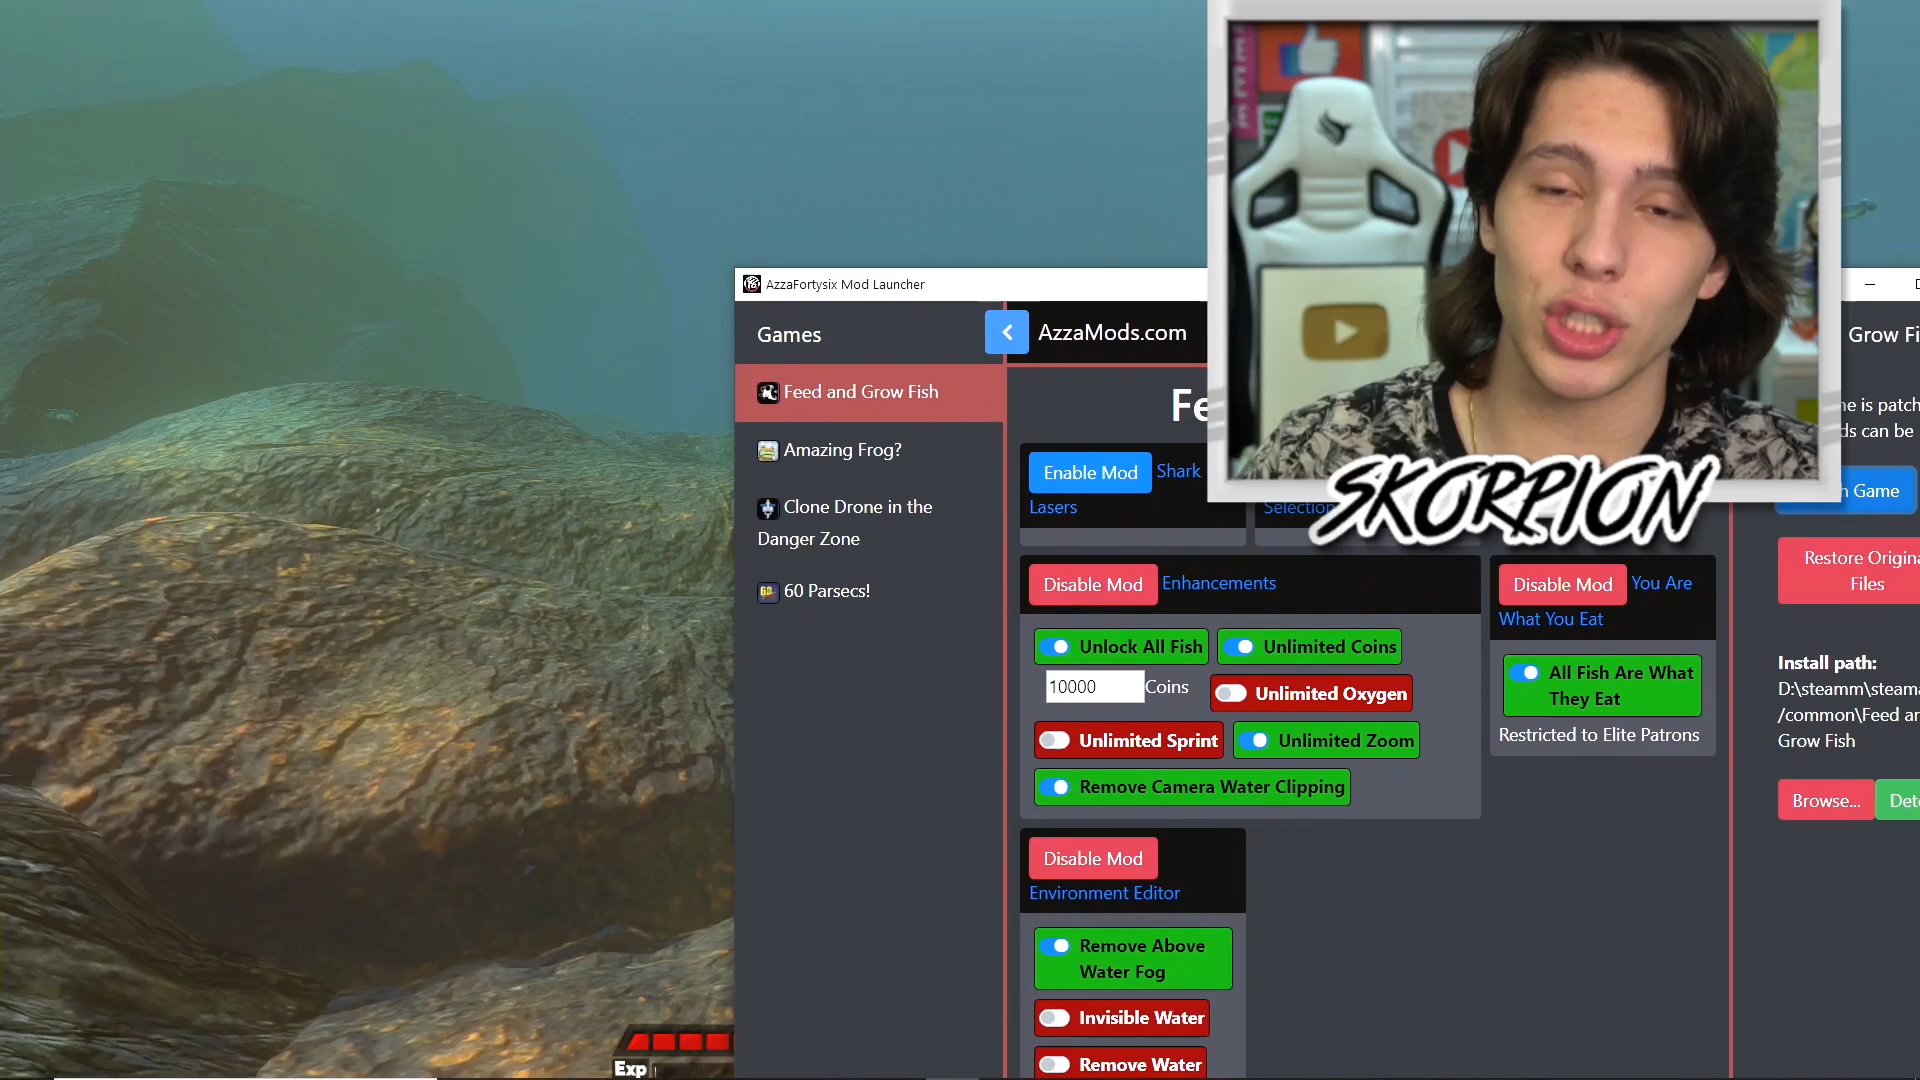 AzzaFortysix Mod Launcher
Games
AzzaMods.com
Grow Fi
Feed and Grow Fish
Fe
ne is patch
ds can be
Amazing Frog?
Enable Mod Shark
Lasers
Selection
SKORPION
Game
Clone Drone in the
Danger Zone
Restore Origina
Files
Disable Mod Enhancements
Disable Mod You Are
What You Eat
60 Parsecs!
Unlock All Fish
Unlimited Coins
10000 Coins
Unlimited Oxygen
All Fish Are What
They Eat
Restricted to Elite Patrons
Install path:
D:\steamm\steama
/common\Feed an
Grow Fish
Unlimited Sprint
Unlimited Zoom
Remove Camera Water Clipping
Browse...
Dete
Disable Mod
Environment Editor
Remove Above
Water Fog
Invisible Water
Remove Water
Exp